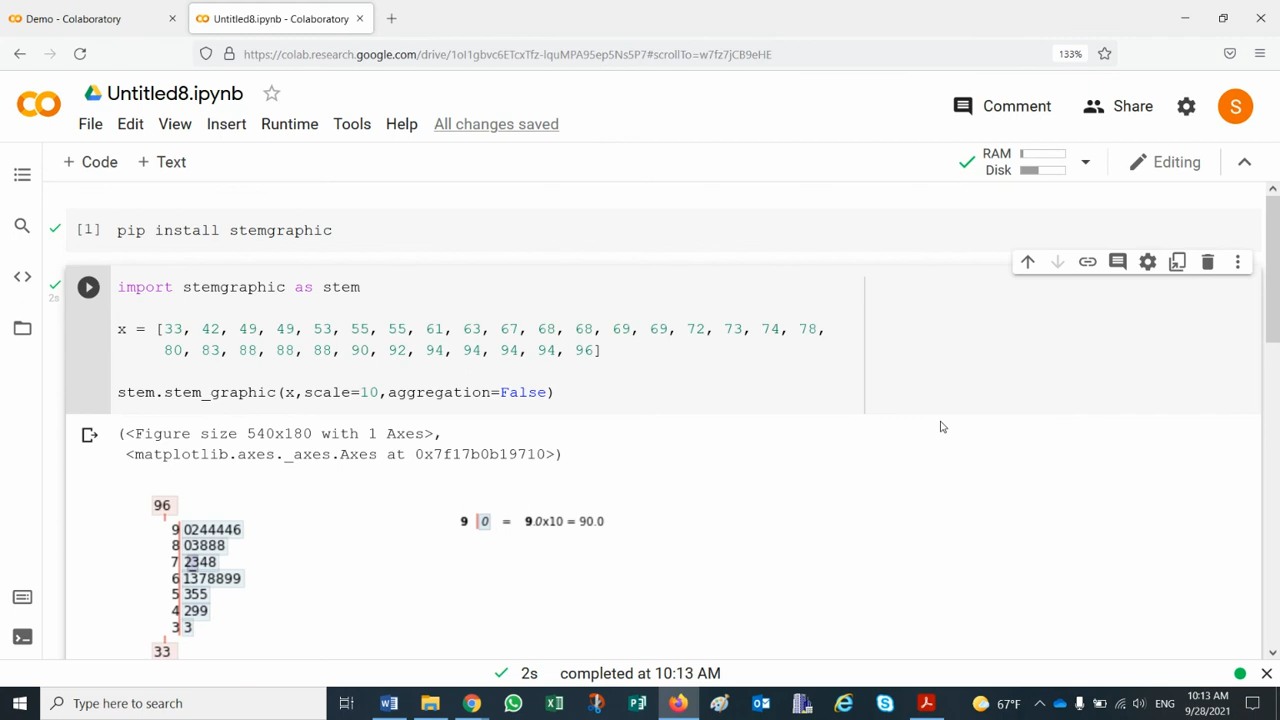 Demo - Colaboratory
Untitled8.ipynb - Colaboratory
https://colab.research.google.com/drive/1oI1gbvc6ETcxTfz-lquMPA95ep5Ns5P7#scrollTo=w7fz7jCB9eHE
133%
Untitled8.ipynb
Comment
Share
S
File Edit View Insert Runtime Tools Help All changes saved
+ Code + Text
RAM
Disk
Editing
[1] pip install stemgraphic
2s
import stemgraphic as stem
x = [33, 42, 49, 49, 53, 55, 55, 61, 63, 67, 68, 68, 69, 69, 72, 73, 74, 78,
80, 83, 88, 88, 88, 90, 92, 94, 94, 94, 94, 96]
stem.stem_graphic(x,scale=10,aggregation=False)
(<Figure size 540x180 with 1 Axes>,
<matplotlib.axes._axes.Axes at 0x7f17b0b19710>)
96
9 | 0 = 9.0x10 = 90.0
9 0244446
8 03888
7 2348
6 1378899
5 355
4 299
3 3
33
2s completed at 10:13 AM
Type here to search
67°F
ENG
10:13 AM
9/28/2021